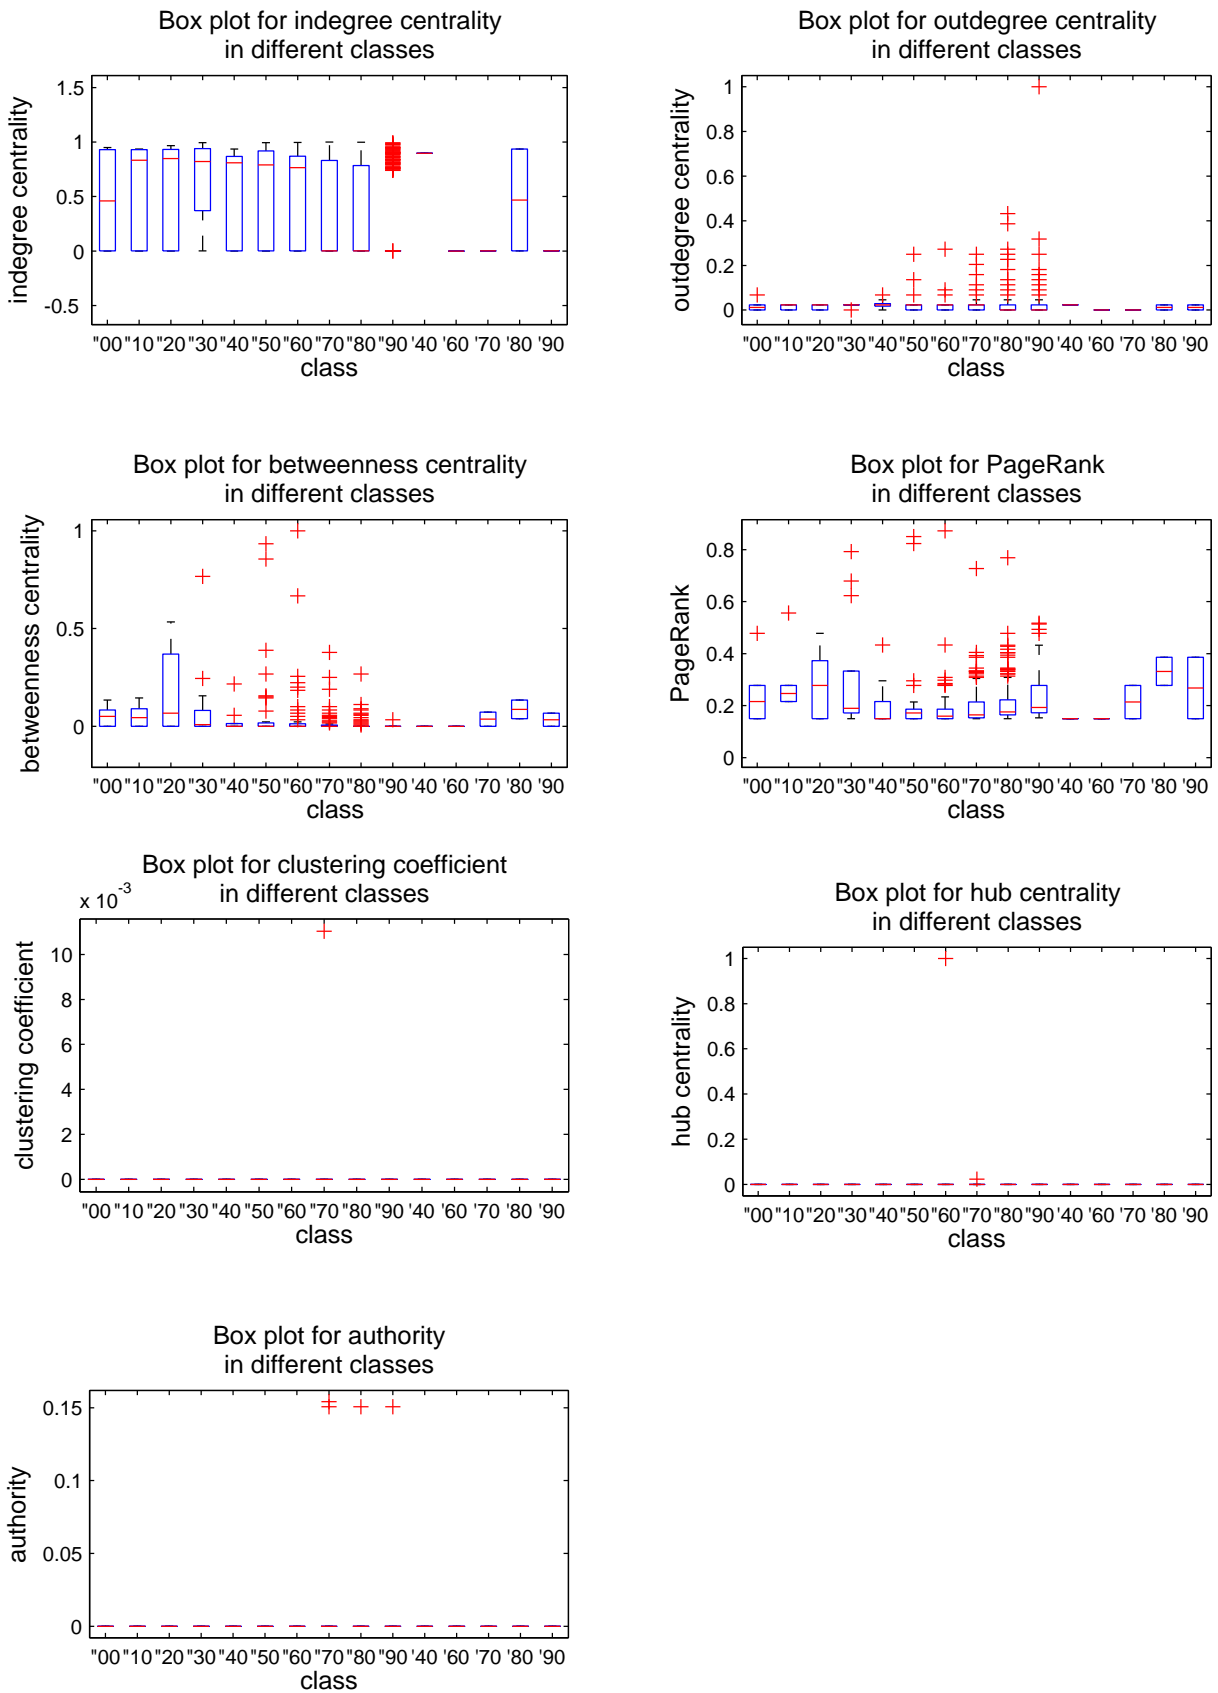 Box plot for indegree centrality
in different classes
1.5
1
0.5
0
-0.5
indegree centrality
"00 "10 "20 "30 "40 "50 "60 "70 "80 "90 '40 '60 '70 '80 '90
class
Box plot for outdegree centrality
in different classes
1
0.8
0.6
0.4
0.2
0
outdegree centrality
"00 "10 "20 "30 "40 "50 "60 "70 "80 "90 '40 '60 '70 '80 '90
class
Box plot for betweenness centrality
in different classes
1
0.5
0
betweenness centrality
"00 "10 "20 "30 "40 "50 "60 "70 "80 "90 '40 '60 '70 '80 '90
class
Box plot for PageRank
in different classes
0.8
0.6
0.4
0.2
0
PageRank
"00 "10 "20 "30 "40 "50 "60 "70 "80 "90 '40 '60 '70 '80 '90
class
Box plot for clustering coefficient
in different classes
x 10^-3
10
8
6
4
2
0
clustering coefficient
"00 "10 "20 "30 "40 "50 "60 "70 "80 "90 '40 '60 '70 '80 '90
class
Box plot for hub centrality
in different classes
1
0.8
0.6
0.4
0.2
0
hub centrality
"00 "10 "20 "30 "40 "50 "60 "70 "80 "90 '40 '60 '70 '80 '90
class
Box plot for authority
in different classes
0.15
0.1
0.05
0
authority
"00 "10 "20 "30 "40 "50 "60 "70 "80 "90 '40 '60 '70 '80 '90
class